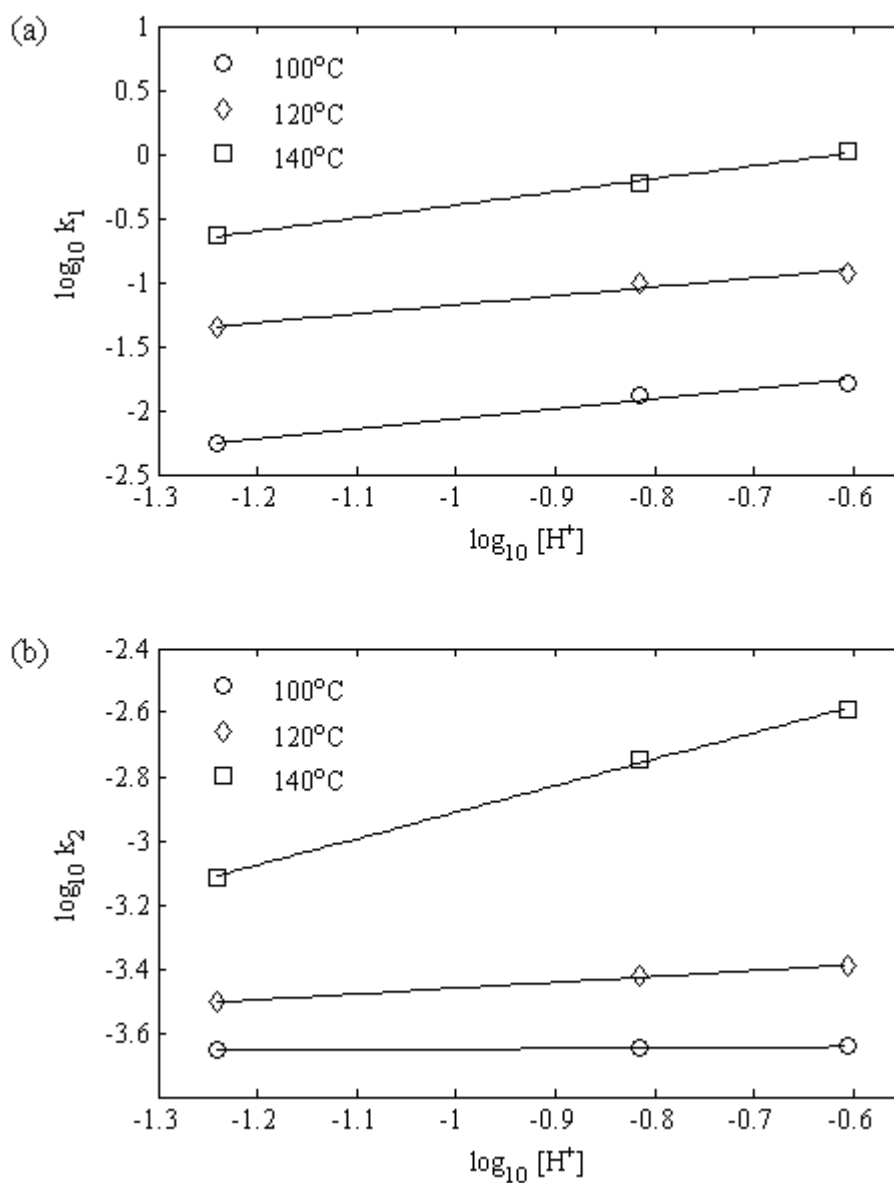 (a)
log₁₀ k₁
1
0.5
0
-0.5
-1
-1.5
-2
-2.5
100°C
120°C
140°C
-1.3 -1.2 -1.1 -1 -0.9 -0.8 -0.7 -0.6
log₁₀ [H⁺]
(b)
log₁₀ k₂
-2.4
-2.6
-2.8
-3
-3.2
-3.4
-3.6
100°C
120°C
140°C
-1.3 -1.2 -1.1 -1 -0.9 -0.8 -0.7 -0.6
log₁₀ [H⁺]